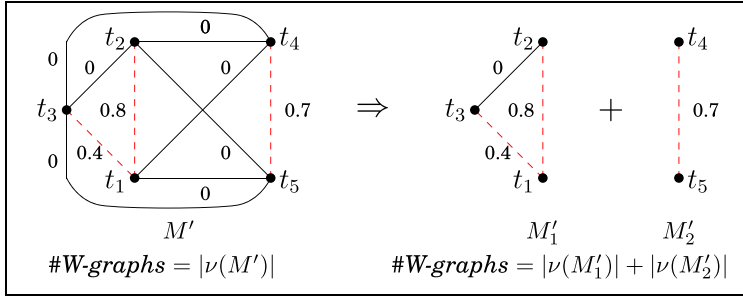 0
t₂ t₄ t₂ t₄
0 0 0 0
t₃ 0.8 0.7 ⇒ t₃ 0.8 + 0.7
0 0.4 0 0.4
t₁ t₅ t₁ t₅
0
M′ M′₁ M′₂
#W-graphs = |ν(M′)| #W-graphs = |ν(M′₁)| + |ν(M′₂)|